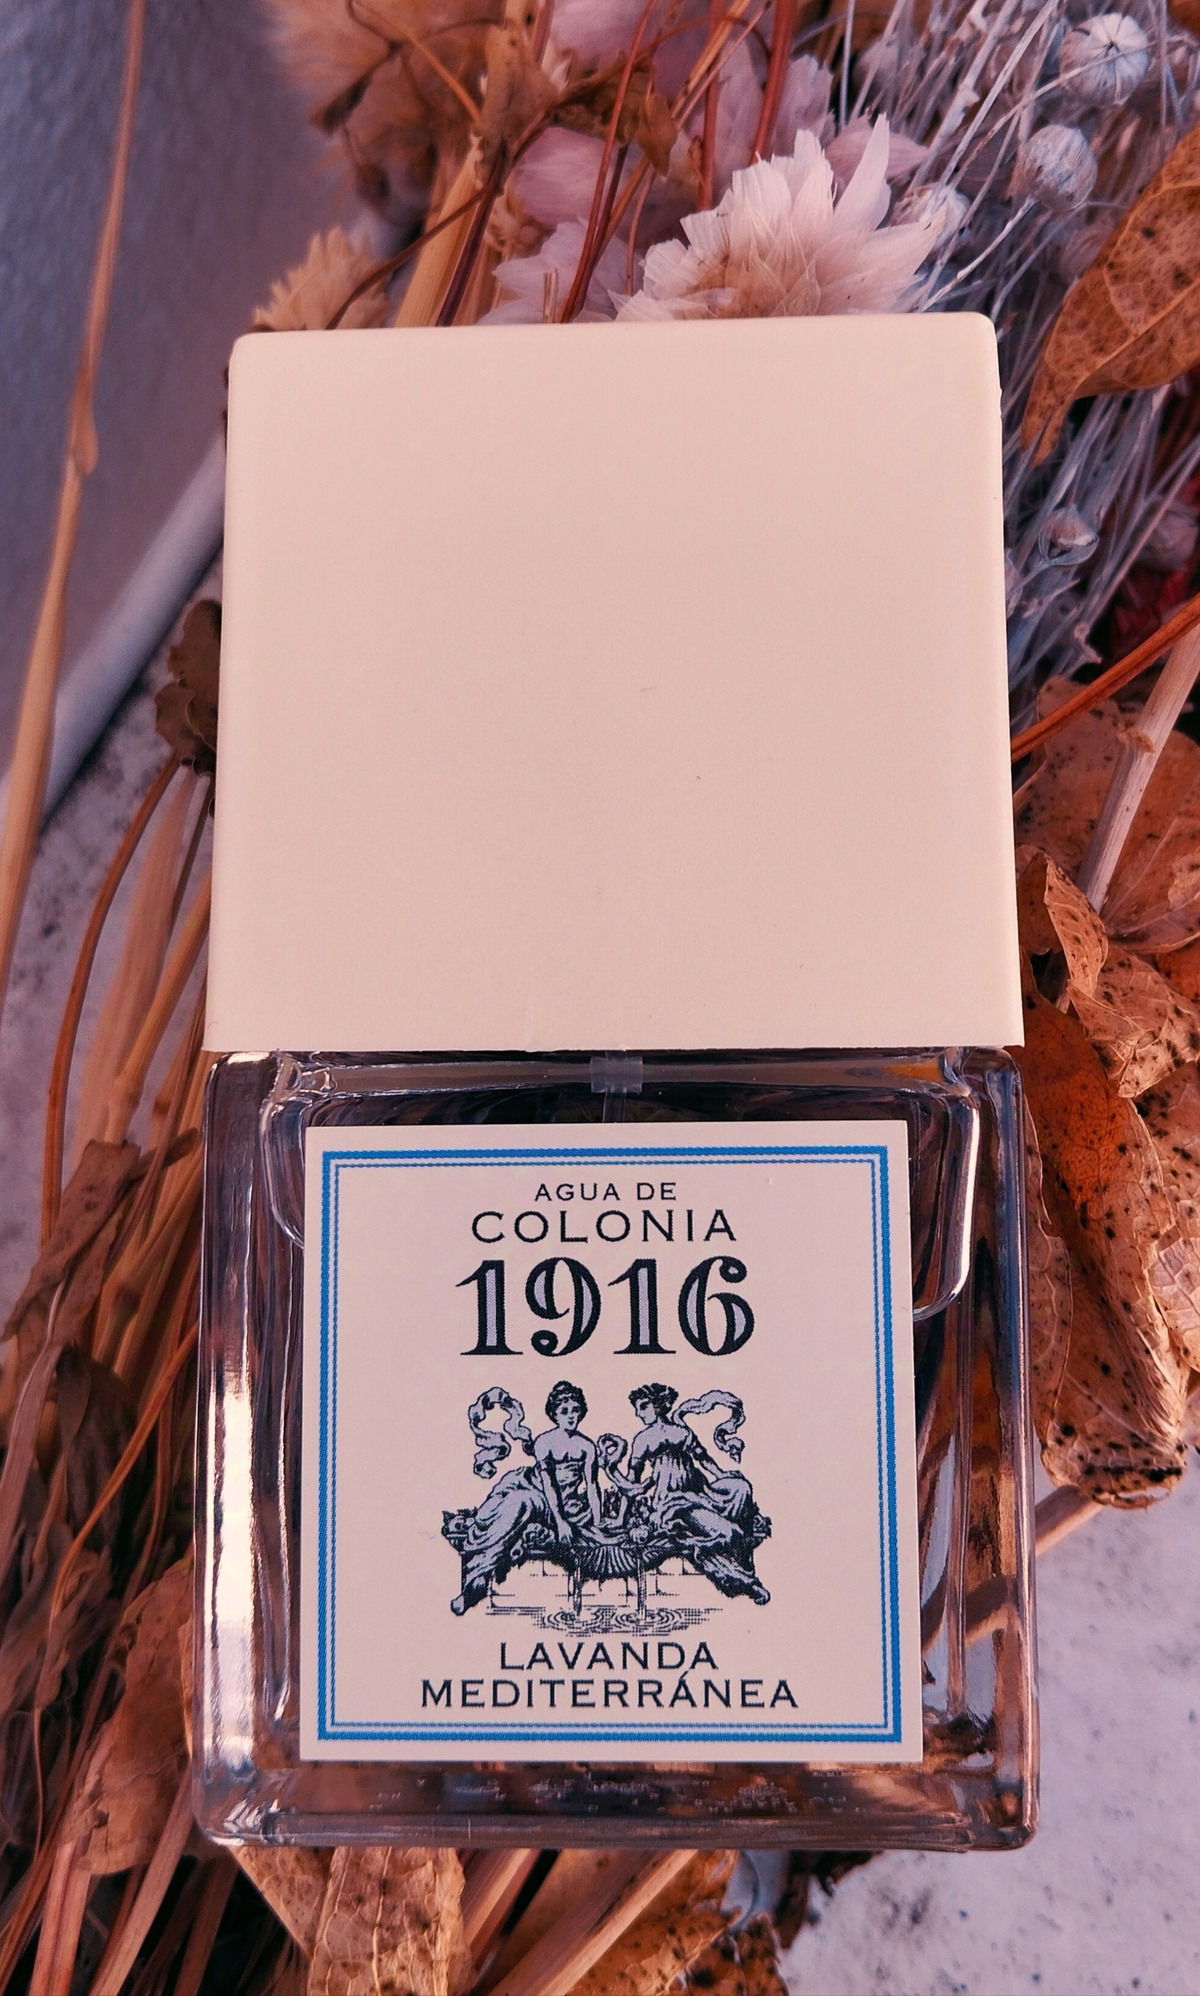 AGUA DE
COLONIA
1916
LAVANDA
MEDITERRÁNEA